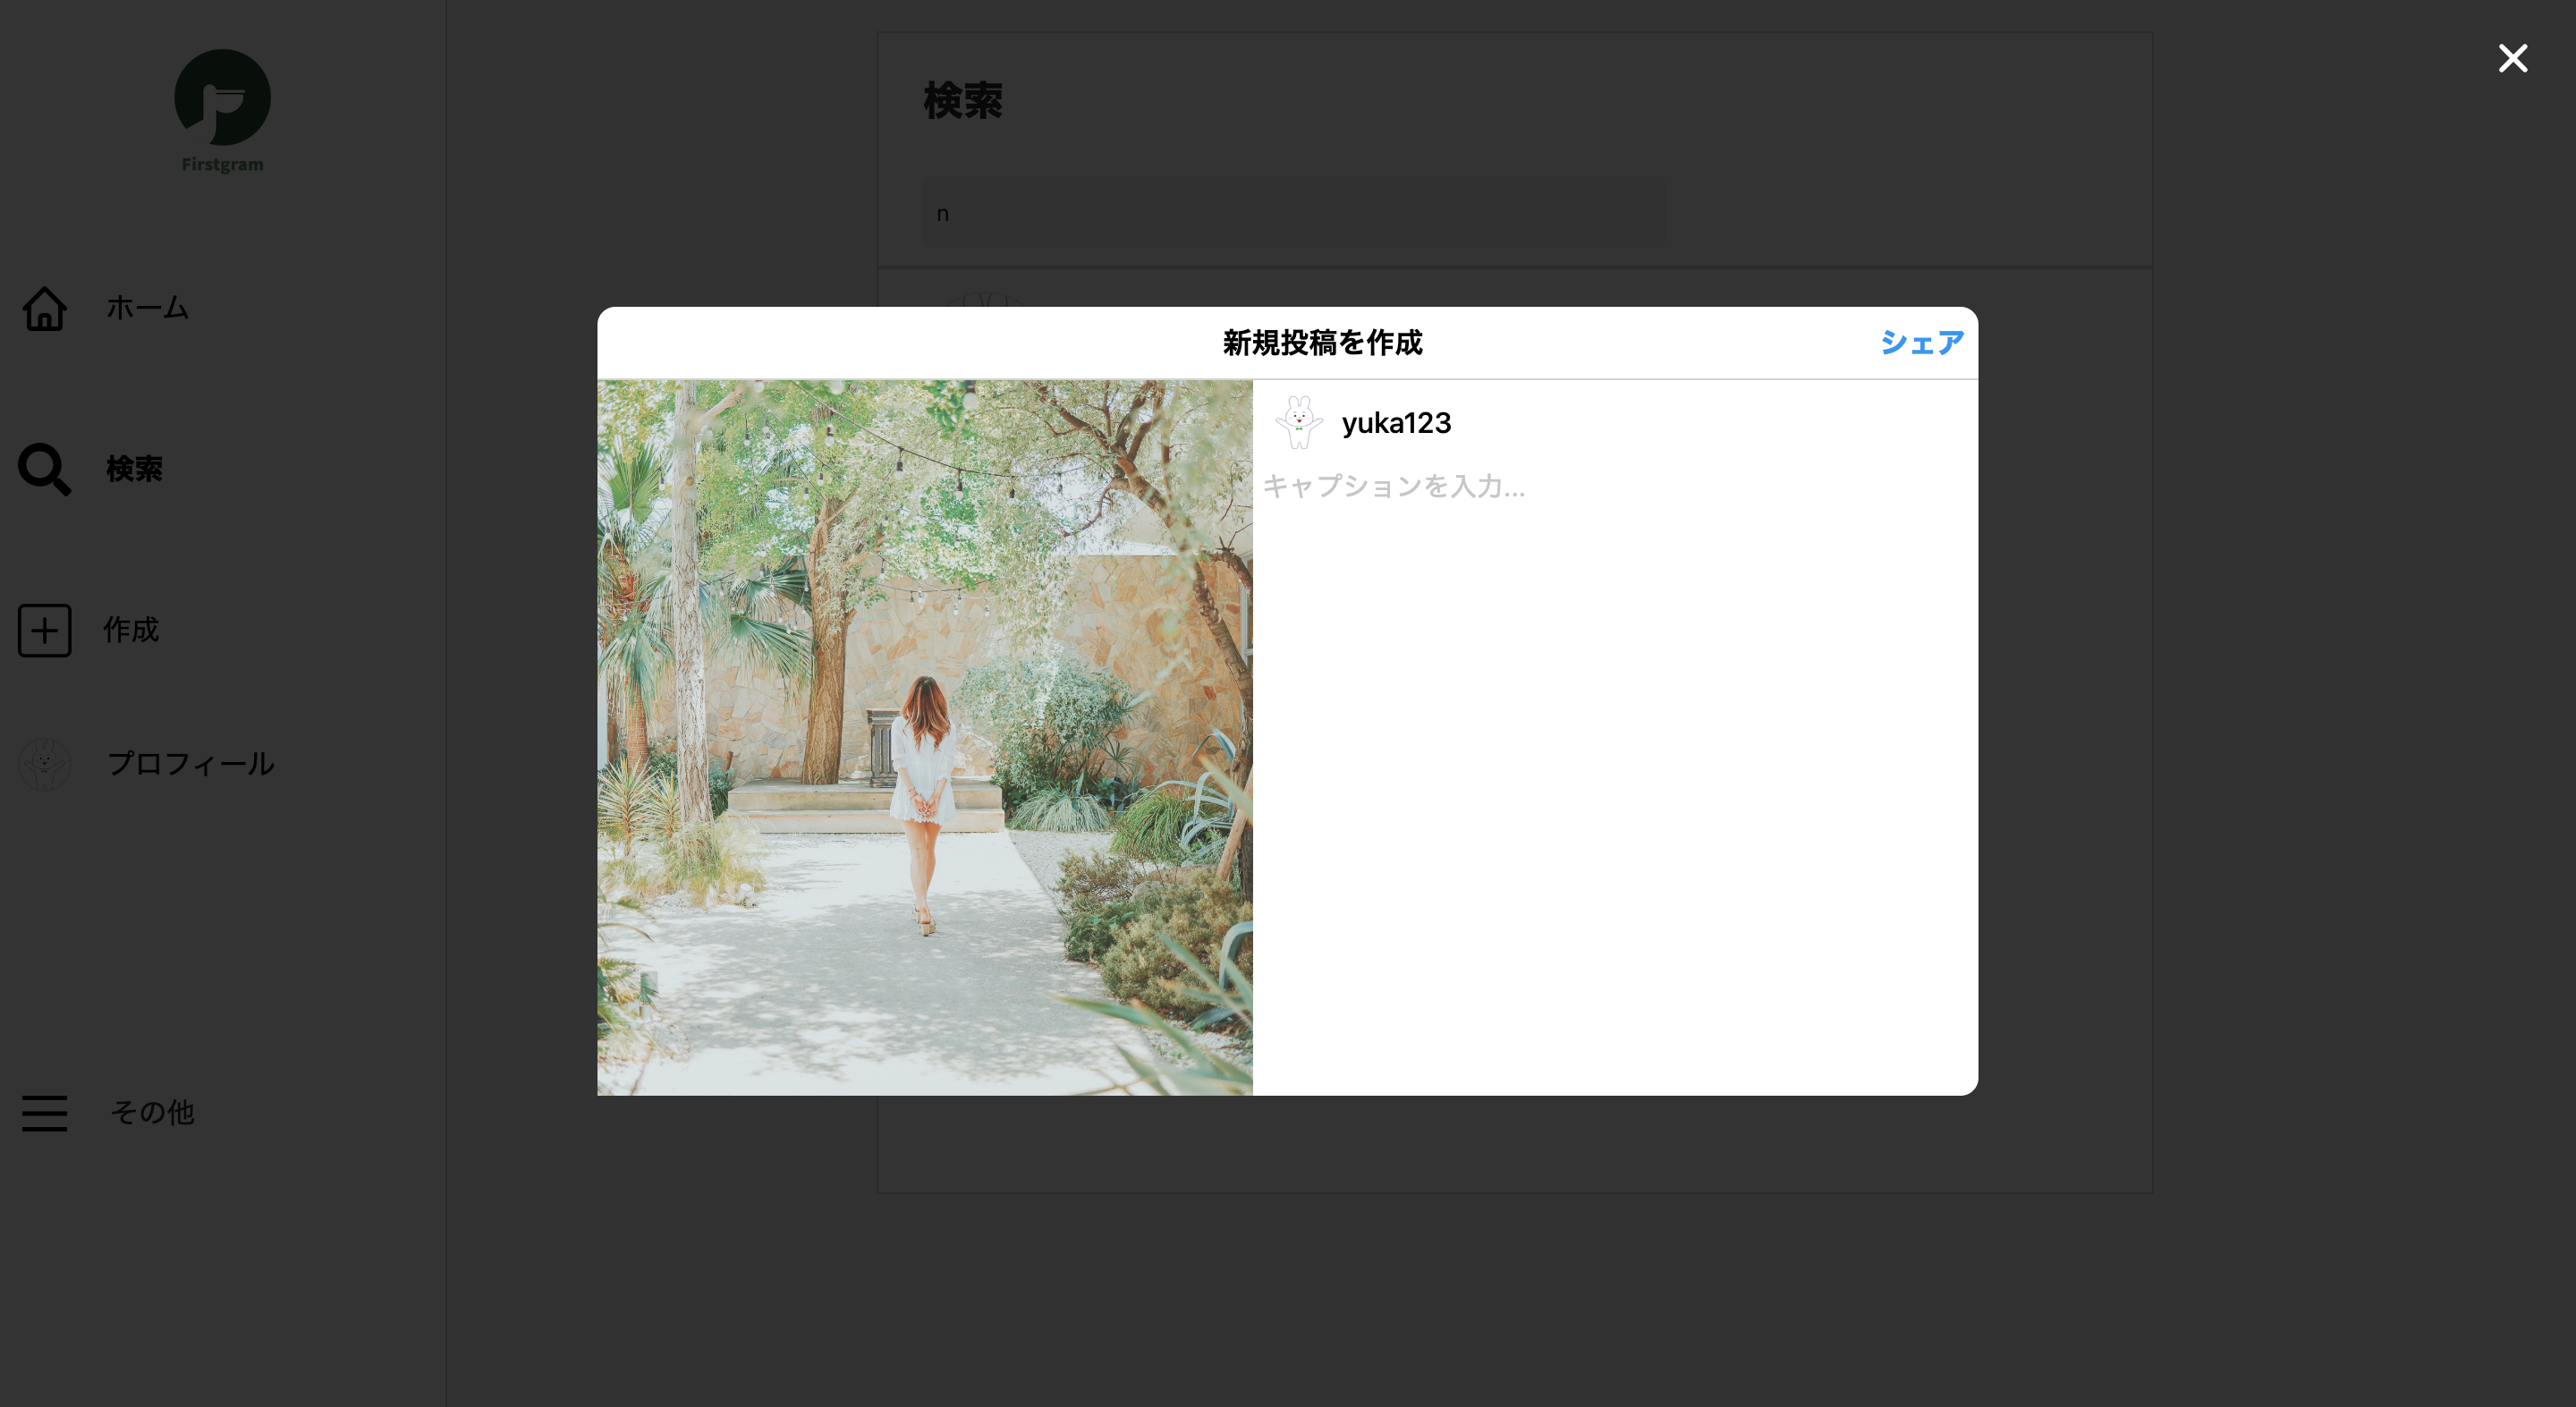 Firstgram
ホーム
検索
作成
プロフィール
その他
検索
n
新規投稿を作成
シェア
yuka123
キャプションを入力...